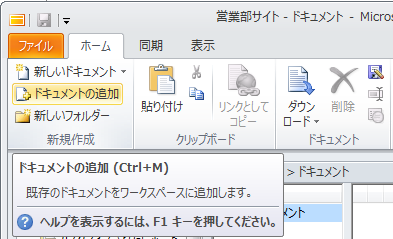 営業部サイト - ドキュメント - Micros
ファイル ホーム 同期 表示
新しいドキュメント
ドキュメントの追加
新しいフォルダー
新規作成
貼り付け
リンクとして
コピー
クリップボード
ダウン
ロード
削除
ドキュメント
ドキュメントの追加 (Ctrl+M)
既存のドキュメントをワークスペースに追加します。
ヘルプを表示するには、F1 キーを押してください。
> ドキュメント
メント